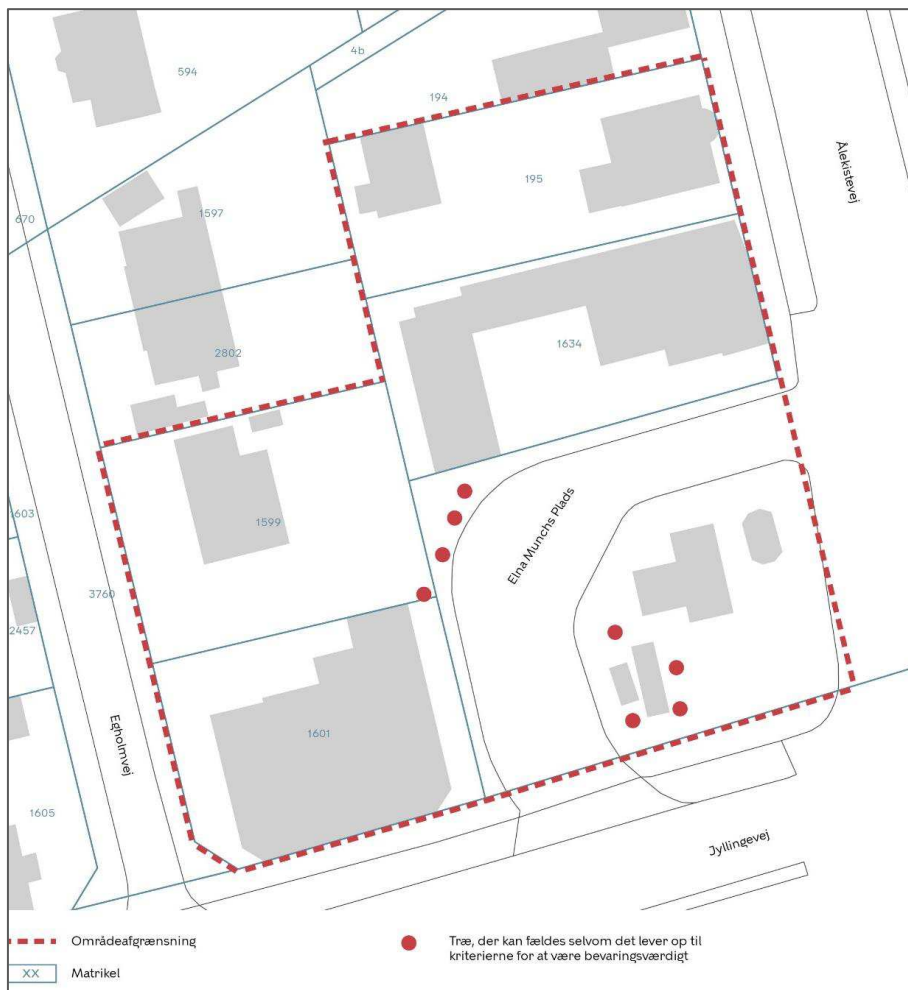 594
4b
194
195
Ålekistevej
1597
670
2802
1634
Elna Munchs Plads
1599
1603
3760
2457
Egholmvej
1601
1605
Jyllingevej
Områdeafgrænsning
Træ, der kan fældes selvom det lever op til
kriterierne for at være bevaringsværdigt
XX
Matrikel